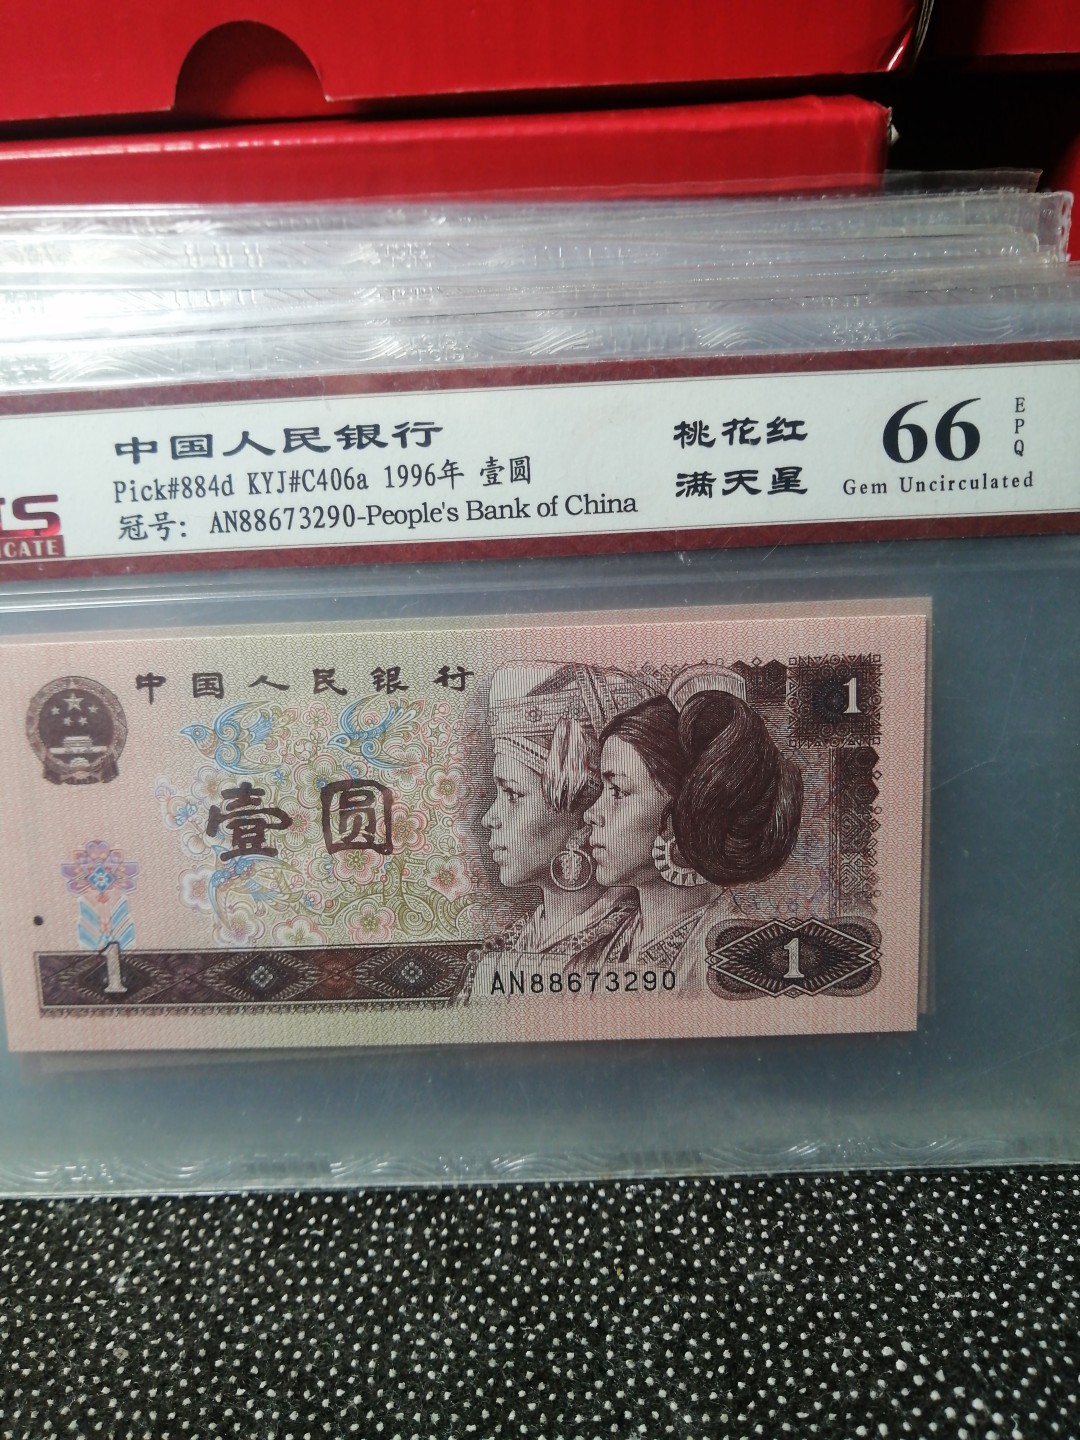 中国人民银行
Pick#884d KYJ#C406a 1996年 壹圆
冠号: AN88673290-People's Bank of China
桃花红
满天星
66
EPQ
Gem Uncirculated
中国人民银行
1
壹圆
1
AN88673290
1